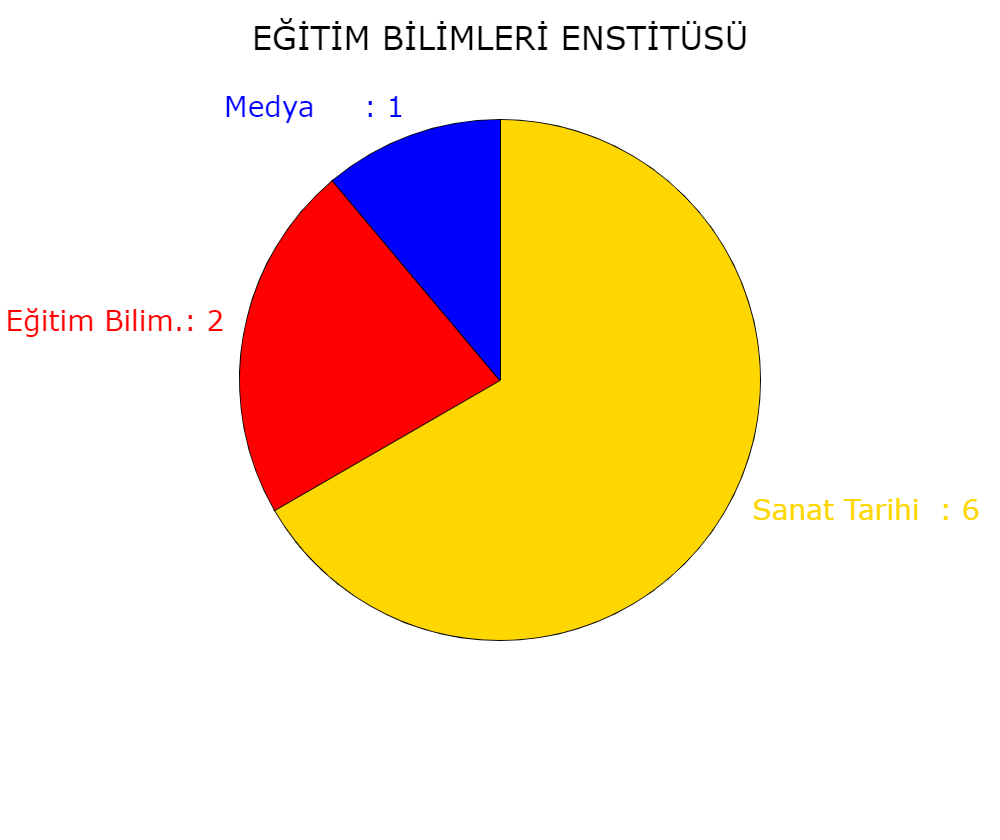 EĞİTİM BİLİMLERİ ENSTİTÜSÜ
Medya : 1
Eğitim Bilim.: 2
Sanat Tarihi : 6